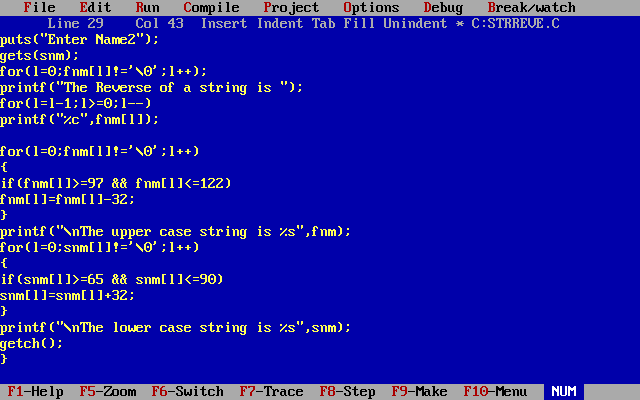 File Edit Run Compile Project Options Debug Break/watch
Line 29 Col 43 Insert Indent Tab Fill Unindent * C:STRREVE.C
puts("Enter Name2");
gets(snm);
for(l=0;fnm[l]!='\0';l++);
printf("The Reverse of a string is ");
for(l=l-1;l>=0;l--)
printf("%c",fnm[l]);
for(l=0;fnm[l]!='\0';l++)
{
if(fnm[l]>=97 && fnm[l]<=122)
fnm[l]=fnm[l]-32;
}
printf("\nThe upper case string is %s",fnm);
for(l=0;snm[l]!='\0';l++)
{
if(snm[l]>=65 && snm[l]<=90)
snm[l]=snm[l]+32;
}
printf("\nThe lower case string is %s",snm);
getch();
}
F1-Help F5-Zoom F6-Switch F7-Trace F8-Step F9-Make F10-Menu NUM